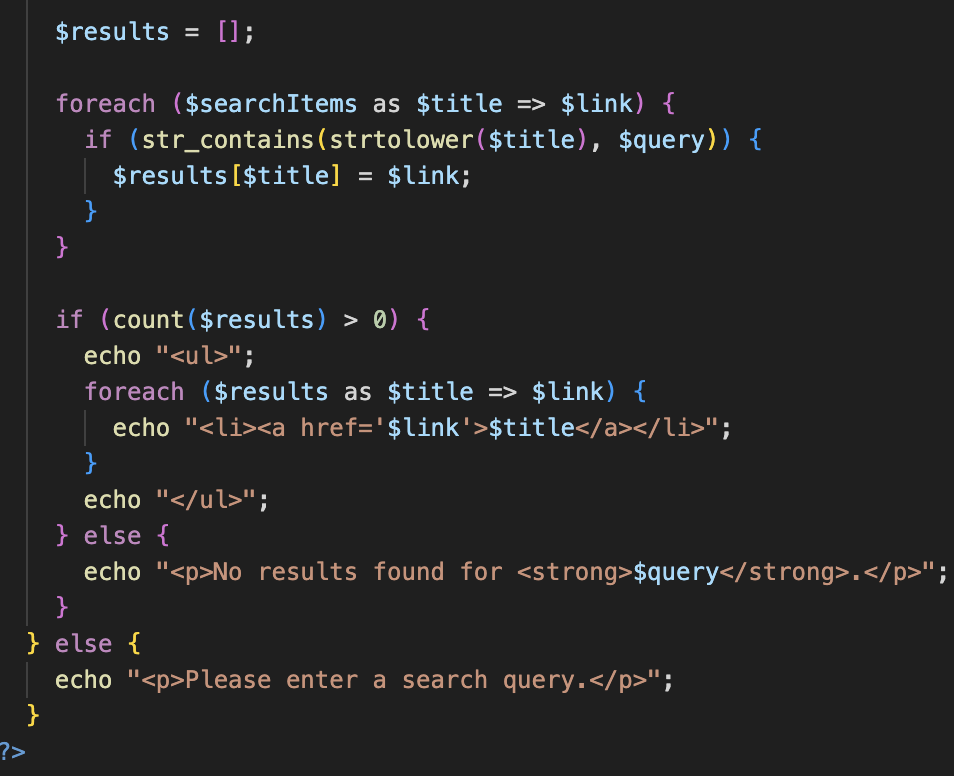 $results = [];
foreach ($searchItems as $title => $link) {
if (str_contains(strtolower($title), $query)) {
$results[$title] = $link;
}
}
if (count($results) > 0) {
echo "<ul>";
foreach ($results as $title => $link) {
echo "<li><a href='$link'>$title</a></li>";
}
echo "</ul>";
} else {
echo "<p>No results found for <strong>$query</strong>.</p>";
}
} else {
echo "<p>Please enter a search query.</p>";
}
?>